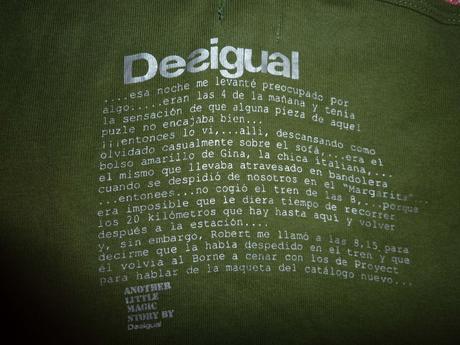 Desigual
....esa noche me levanté preocupado por
algo.....eran las 4 de la mañana y tenía
la sensación de que alguna pieza de aquel
puzle no encajaba bien...
¡¡¡entonces lo vi,...alli, descansando como
olvidado casualmente sobre el sofá,....era el
bolso amarillo de Gina, la chica italiana,....
el mismo que llevaba atravesado en bandolera
cuando se despidió de nosotros en el "Margarita"...
...entonces...no cogió el tren de las 8,...porque
era imposible que le diera tiempo de recorrer
los 20 kilómetros que hay hasta aquí y volver
después a la estación....
y, sin embargo, Robert me llamó a las 8,15 para
decirme que la había despedido en el tren y que
él volvía al Borne a cenar con los de Proyect
para hablar de la maqueta del catálogo nuevo...
ANOTHER
LITTLE
MAGIC
STORY BY
Desigual